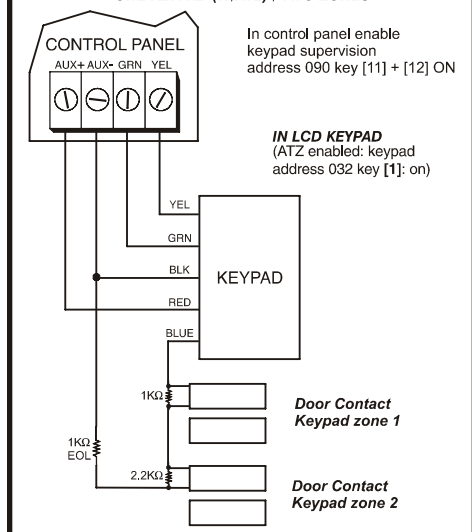 In control panel enable
keypad supervision
address 090 key [11] + [12] ON
CONTROL PANEL
AUX+ AUX- GRN YEL
IN LCD KEYPAD
(ATZ enabled: keypad
address 032 key [1]: on)
YEL
GRN
BLK
KEYPAD
RED
BLUE
1KΩ
Door Contact
Keypad zone 1
1KΩ
EOL
2.2KΩ
Door Contact
Keypad zone 2